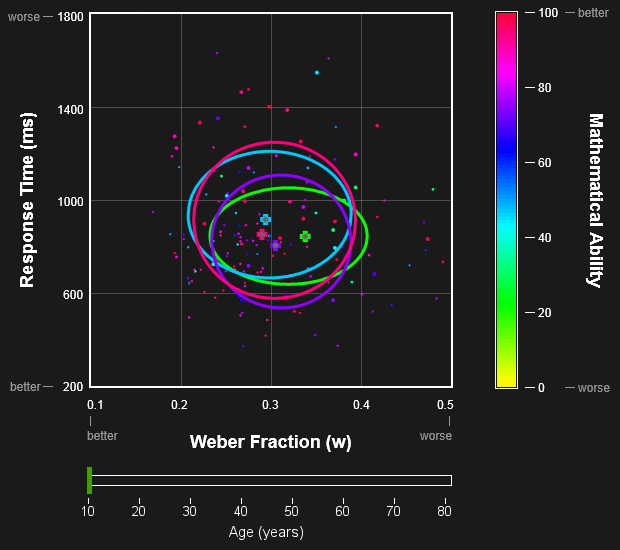 worse
1800
1400
1000
600
better
200
Response Time (ms)
0.1
0.2
0.3
0.4
0.5
better
worse
Weber Fraction (w)
10
20
30
40
50
60
70
80
Age (years)
100
better
80
60
40
20
0
worse
Mathematical Ability